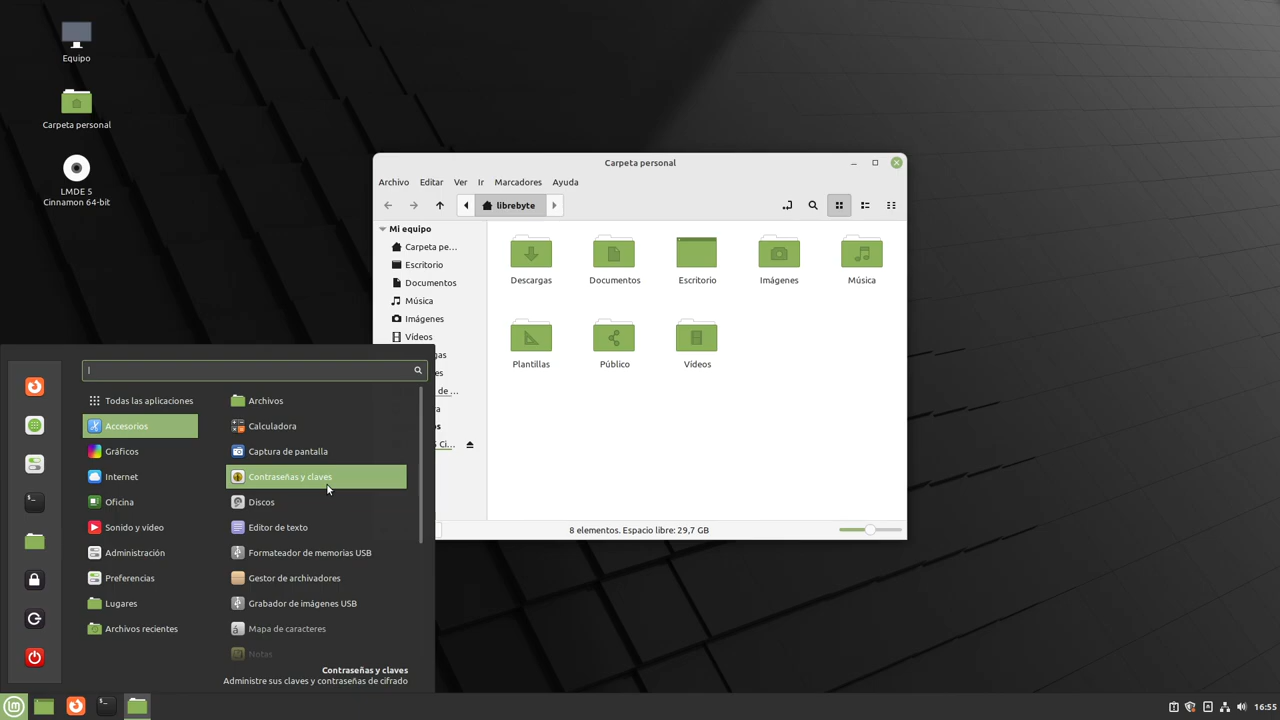 Equipo
Carpeta personal
LMDE 5
Cinnamon 64-bit
Carpeta personal
Archivo Editar Ver Ir Marcadores Ayuda
librebyte
Mi equipo
Carpeta pe...
Escritorio
Documentos
Música
Imágenes
Vídeos
Descargas
Documentos
Escritorio
Imágenes
Música
Plantillas
Público
Vídeos
8 elementos. Espacio libre: 29,7 GB
Todas las aplicaciones
Accesorios
Gráficos
Internet
Oficina
Sonido y vídeo
Administración
Preferencias
Lugares
Archivos recientes
Archivos
Calculadora
Captura de pantalla
Contraseñas y claves
Discos
Editor de texto
Formateador de memorias USB
Gestor de archivadores
Grabador de imágenes USB
Mapa de caracteres
Notas
Contraseñas y claves
Administre sus claves y contraseñas de cifrado
16:55